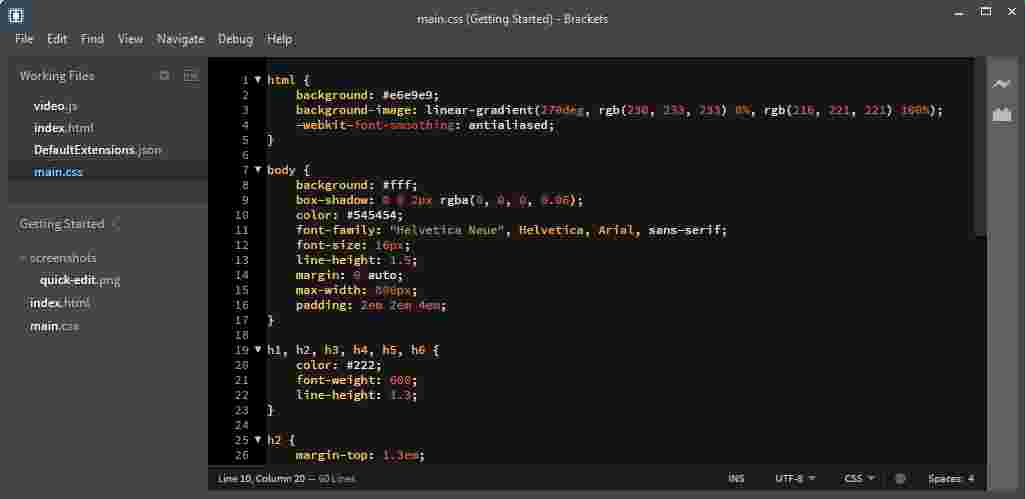 main.css (Getting Started) - Brackets
File Edit Find View Navigate Debug Help
Working Files
video.js
index.html
DefaultExtensions.json
main.css
Getting Started
screenshots
quick-edit.png
index.html
main.css
1 html {
2 background: #e6e9e9;
3 background-image: linear-gradient(270deg, rgb(230, 233, 233) 0%, rgb(216, 221, 221) 100%);
4 -webkit-font-smoothing: antialiased;
5 }
6
7 body {
8 background: #fff;
9 box-shadow: 0 0 2px rgba(0, 0, 0, 0.06);
10 color: #545454;
11 font-family: "Helvetica Neue", Helvetica, Arial, sans-serif;
12 font-size: 16px;
13 line-height: 1.5;
14 margin: 0 auto;
15 max-width: 800px;
16 padding: 2em 2em 4em;
17 }
18
19 h1, h2, h3, h4, h5, h6 {
20 color: #222;
21 font-weight: 600;
22 line-height: 1.3;
23 }
24
25 h2 {
26 margin-top: 1.3em;
Line 10, Column 20 — 60 Lines INS UTF-8 CSS Spaces: 4